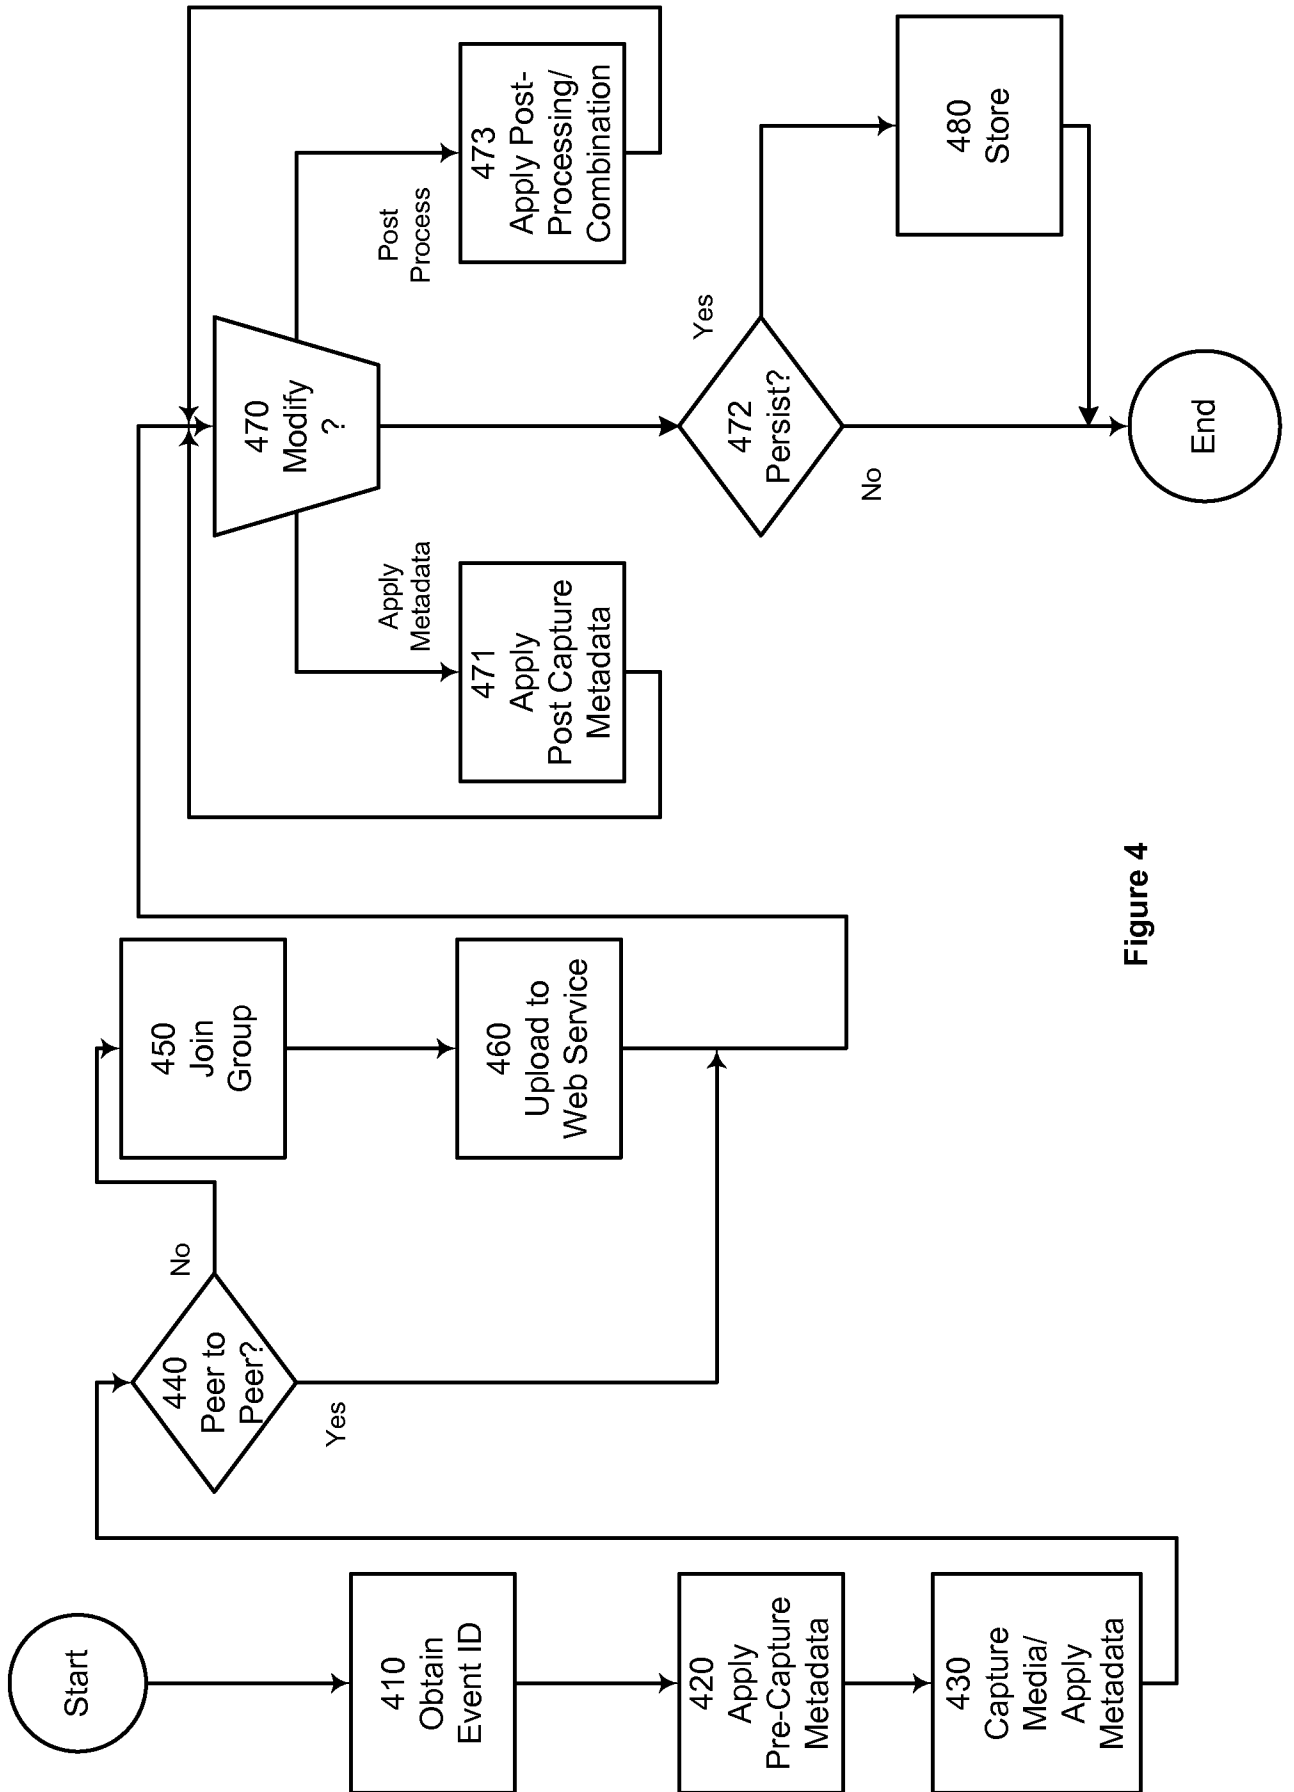 Start
410
Obtain
Event ID
420
Apply
Pre-Capture
Metadata
430
Capture
Media/
Apply
Metadata
440
Peer to
Peer?
No
Yes
450
Join
Group
460
Upload to
Web Service
470
Modify
?
Apply
Metadata
Post
Process
471
Apply
Post Capture
Metadata
473
Apply Post-
Processing/
Combination
472
Persist?
Yes
No
480
Store
End
Figure 4